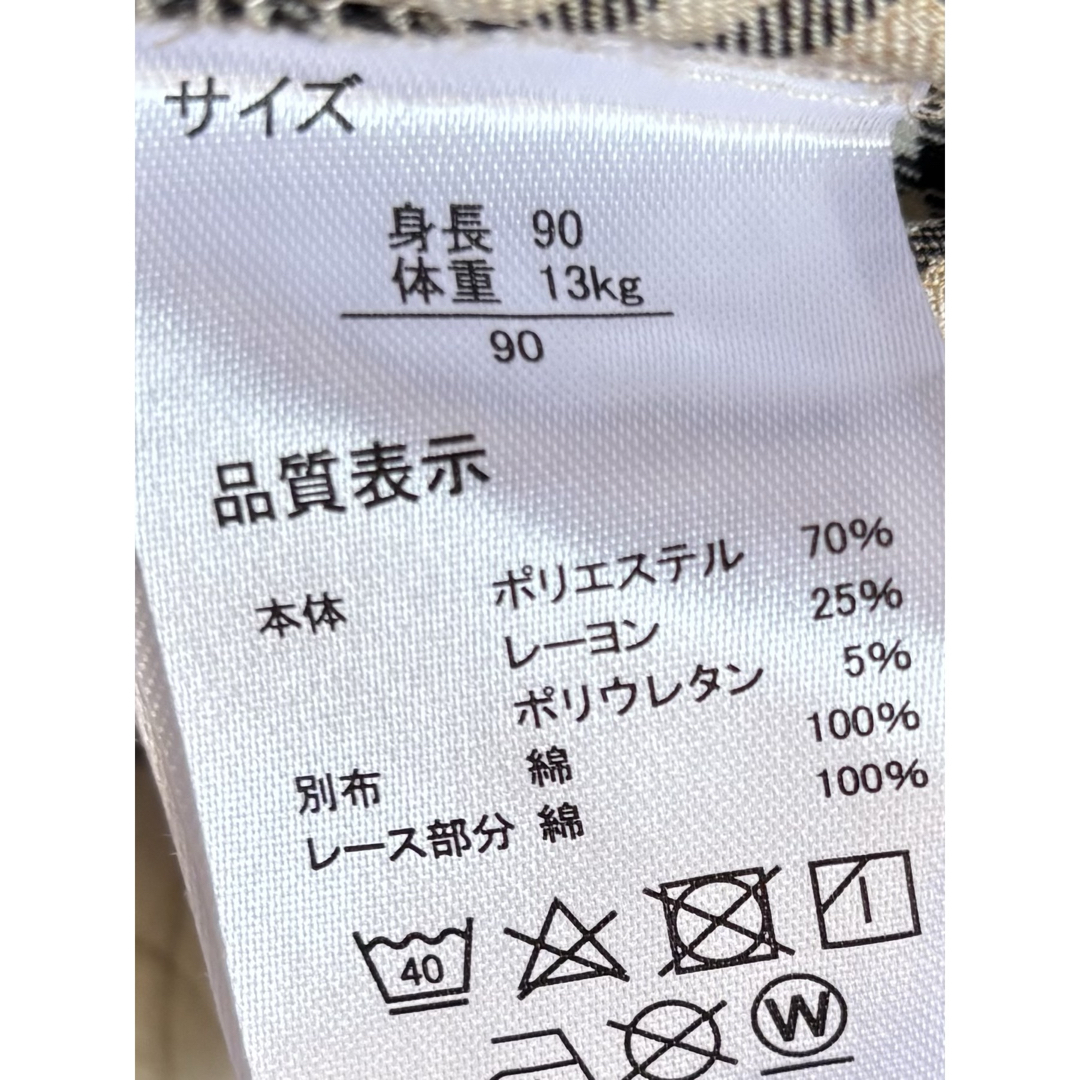 サイズ
身長 90
体重 13kg
90
品質表示
本体 ポリエステル 70%
レーヨン 25%
ポリウレタン 5%
別布 綿 100%
レース部分 綿 100%
40
W